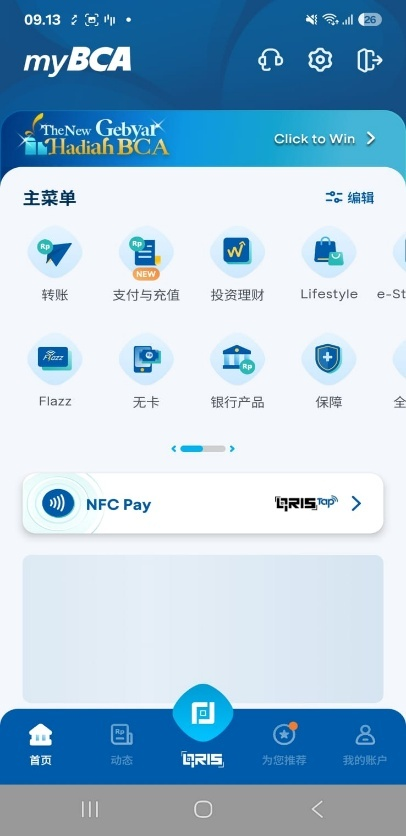 09.13
26
myBCA
The New Gebyar
Hadiah BCA
Click to Win
主菜单
编辑
Rp
Rp
转账
NEW
支付与充值
投资理财
Lifestyle
e-St
Flazz
Rp
Flazz
无卡
银行产品
保障
全
NFC Pay
QRIS Tap
Rp
首页
动态
QRIS
为您推荐
我的账户